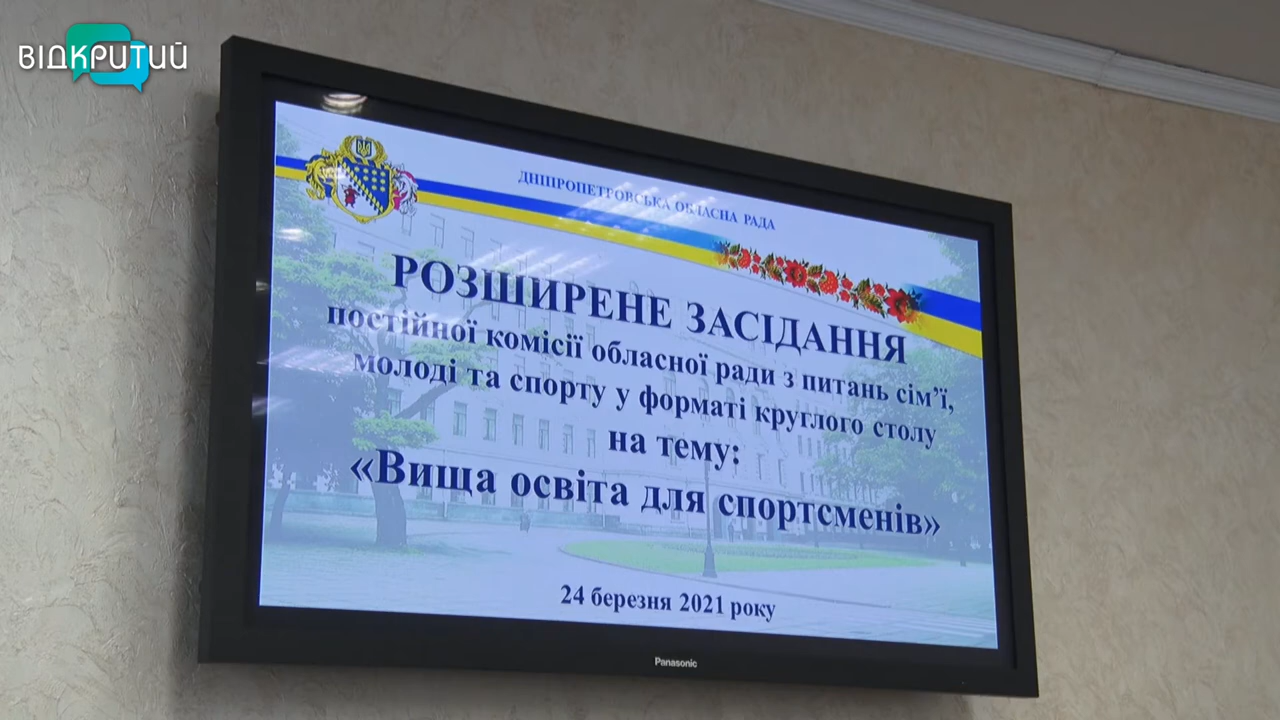 ВІДКРИТИЙ
ДНІПРОПЕТРОВСЬКА ОБЛАСНА РАДА
РОЗШИРЕНЕ ЗАСІДАННЯ
постійної комісії обласної ради з питань сім’ї,
молоді та спорту у форматі круглого столу
на тему:
«Вища освіта для спортсменів»
24 березня 2021 року
Panasonic